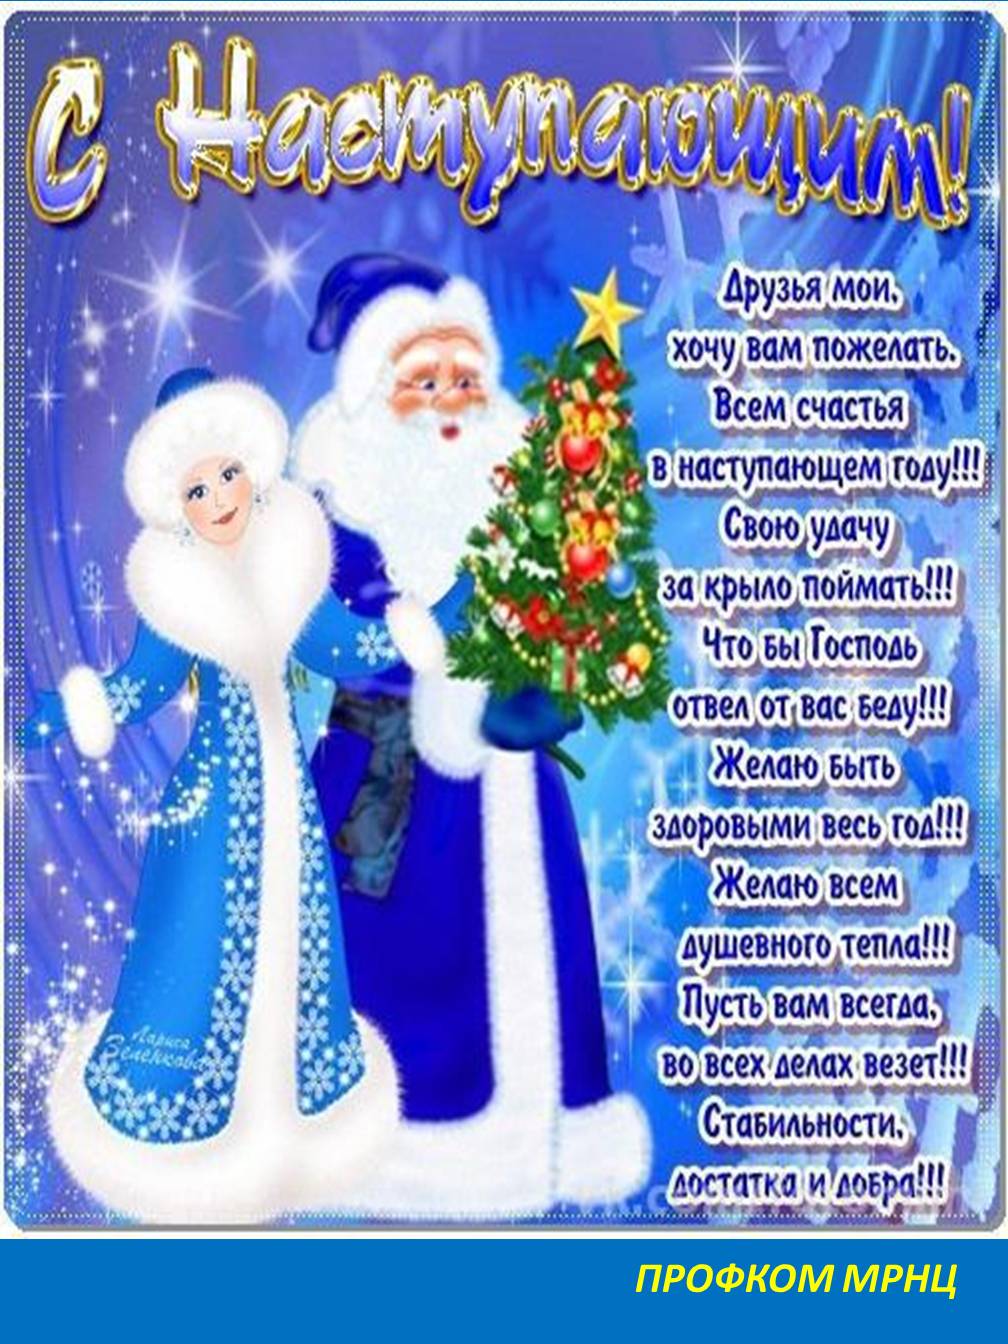 С Наступающим!
Друзья мои,
хочу вам пожелать.
Всем счастья
в наступающем году!!!
Свою удачу
за крыло поймать!!!
Что бы Господь
отвел от вас беду!!!
Желаю быть
здоровыми весь год!!!
Желаю всем
душевного тепла!!!
Пусть вам всегда,
во всех делах везет!!!
Стабильности,
достатка и добра!!!
Лариса
Зеленкова
ПРОФКОМ МРНЦ